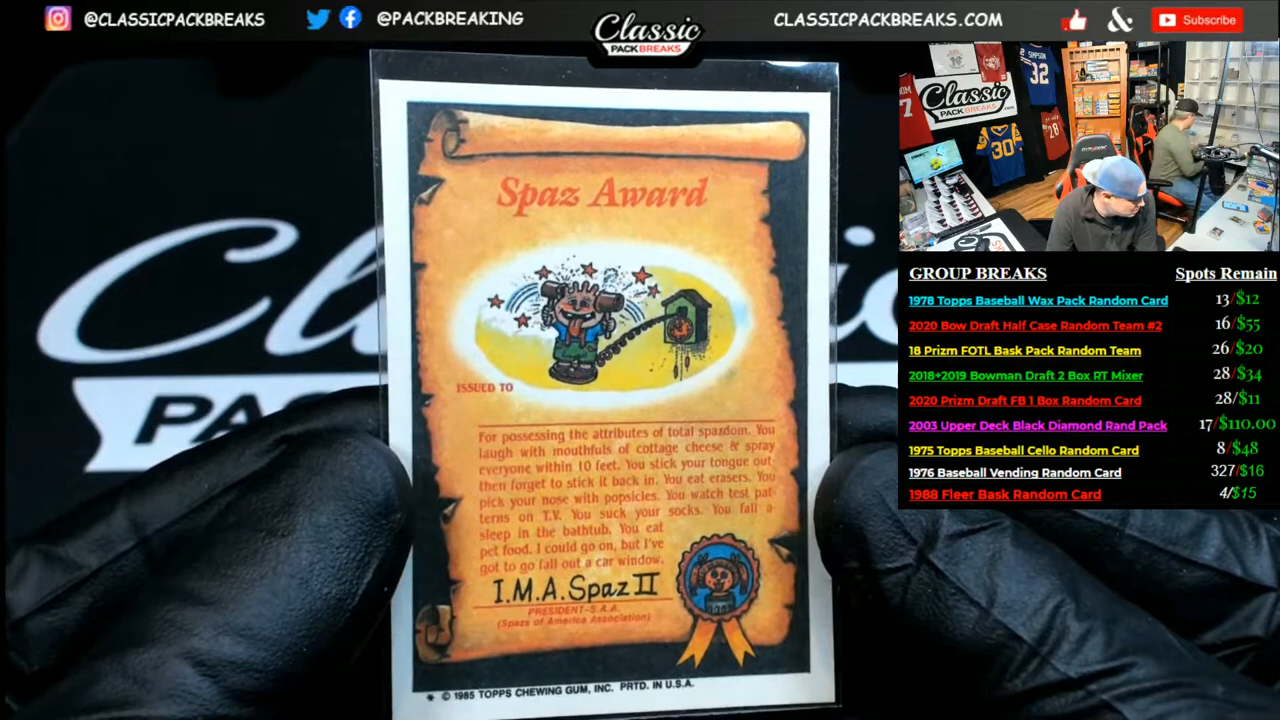 @CLASSICPACKBREAKS
@PACKBREAKING
Classic
PACK BREAKS
CLASSICPACKBREAKS.COM
&
Subscribe
Spaz Award
ISSUED TO
For possessing the attributes of total spazdom. You
laugh with mouthfuls of cottage cheese & spray
everyone within 10 feet. You stick your tongue out-
then forget to stick it back in. You eat erasers. You
pick your nose with popsicles. You watch test pat-
terns on T.V. You suck your socks. You fall a
sleep in the bathtub. You eat
pet food. I could go on, but I've
got to go fall out a car window.
I.M.A. Spaz II
PRESIDENT-S.A.A.
(Spazs of America Association)
* © 1985 TOPPS CHEWING GUM, INC. PRTD. IN U.S.A.
Classic
PACK BREAKS
.com
SIMPSON
32
30
28
7
GROUP BREAKS Spots Remain
1978 Topps Baseball Wax Pack Random Card 13/$12
2020 Bow Draft Half Case Random Team #2 16/$55
18 Prizm FOTL Bask Pack Random Team 26/$20
2018+2019 Bowman Draft 2 Box RT Mixer 28/$34
2020 Prizm Draft FB 1 Box Random Card 28/$11
2003 Upper Deck Black Diamond Rand Pack 17/$110.00
1975 Topps Baseball Cello Random Card 8/$48
1976 Baseball Vending Random Card 327/$16
1988 Fleer Bask Random Card 4/$15